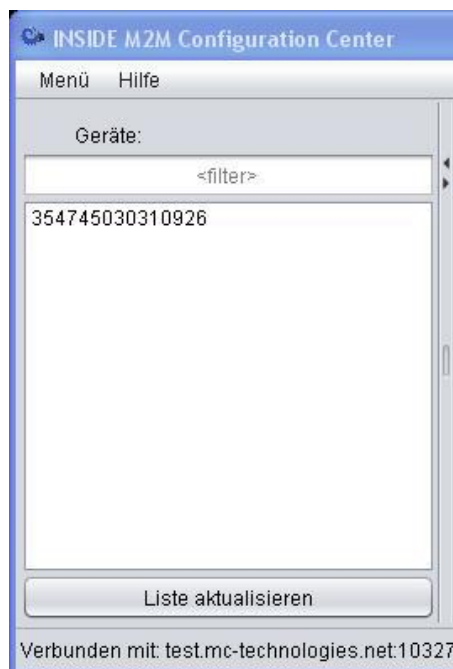 INSIDE M2M Configuration Center
Menü Hilfe
Geräte:
<filter>
354745030310926
Liste aktualisieren
Verbunden mit: test.mc-technologies.net:10327